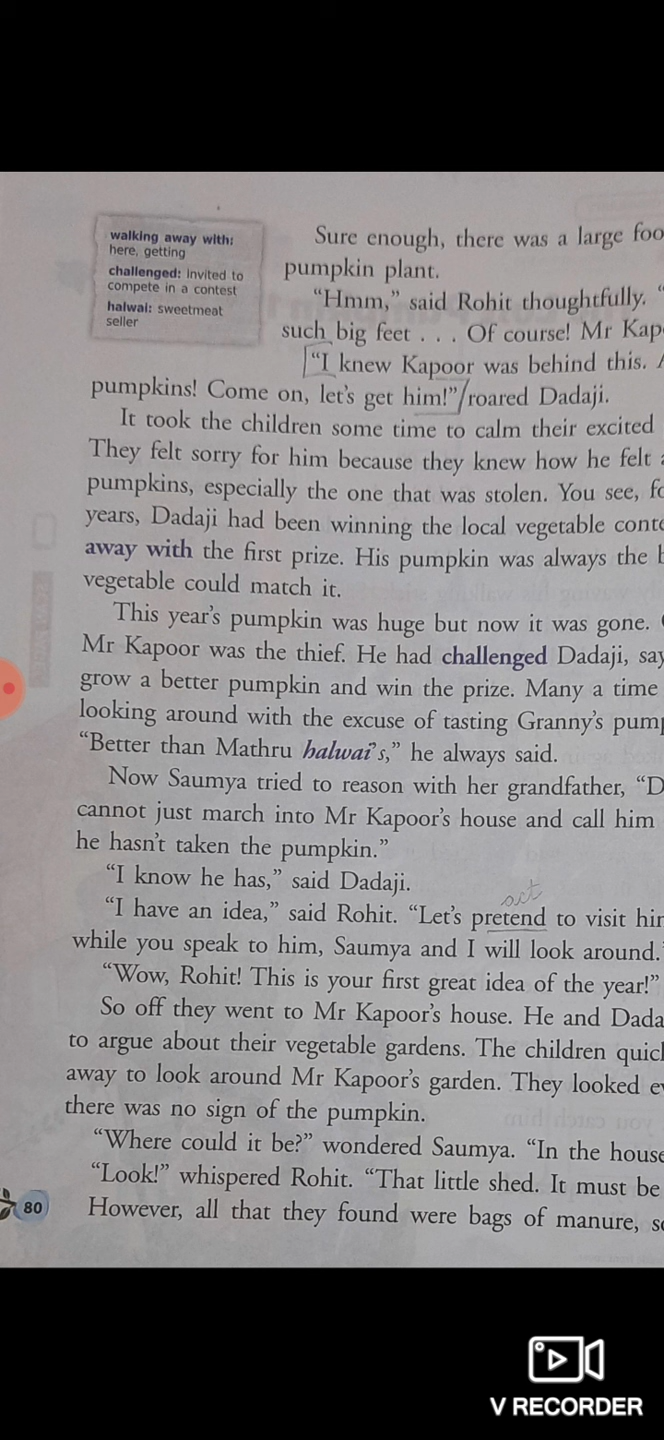 walking away with:
here, getting
challenged: invited to
compete in a contest
halwai: sweetmeat
seller
Sure enough, there was a large foo
pumpkin plant.
“Hmm,” said Rohit thoughtfully. “
such big feet . . . Of course! Mr Kap
“I knew Kapoor was behind this.
pumpkins! Come on, let’s get him!” roared Dadaji.
It took the children some time to calm their excited
They felt sorry for him because they knew how he felt a
pumpkins, especially the one that was stolen. You see, fo
years, Dadaji had been winning the local vegetable conte
away with the first prize. His pumpkin was always the b
vegetable could match it.
This year’s pumpkin was huge but now it was gone.
Mr Kapoor was the thief. He had challenged Dadaji, say
grow a better pumpkin and win the prize. Many a time
looking around with the excuse of tasting Granny’s pump
“Better than Mathru halwai’s,” he always said.
Now Saumya tried to reason with her grandfather, “D
cannot just march into Mr Kapoor’s house and call him
he hasn’t taken the pumpkin.”
“I know he has,” said Dadaji.
act
“I have an idea,” said Rohit. “Let’s pretend to visit him
while you speak to him, Saumya and I will look around.”
“Wow, Rohit! This is your first great idea of the year!”
So off they went to Mr Kapoor’s house. He and Dada
to argue about their vegetable gardens. The children quick
away to look around Mr Kapoor’s garden. They looked ev
there was no sign of the pumpkin.
“Where could it be?” wondered Saumya. “In the house
“Look!” whispered Rohit. “That little shed. It must be
80
However, all that they found were bags of manure, so
V RECORDER